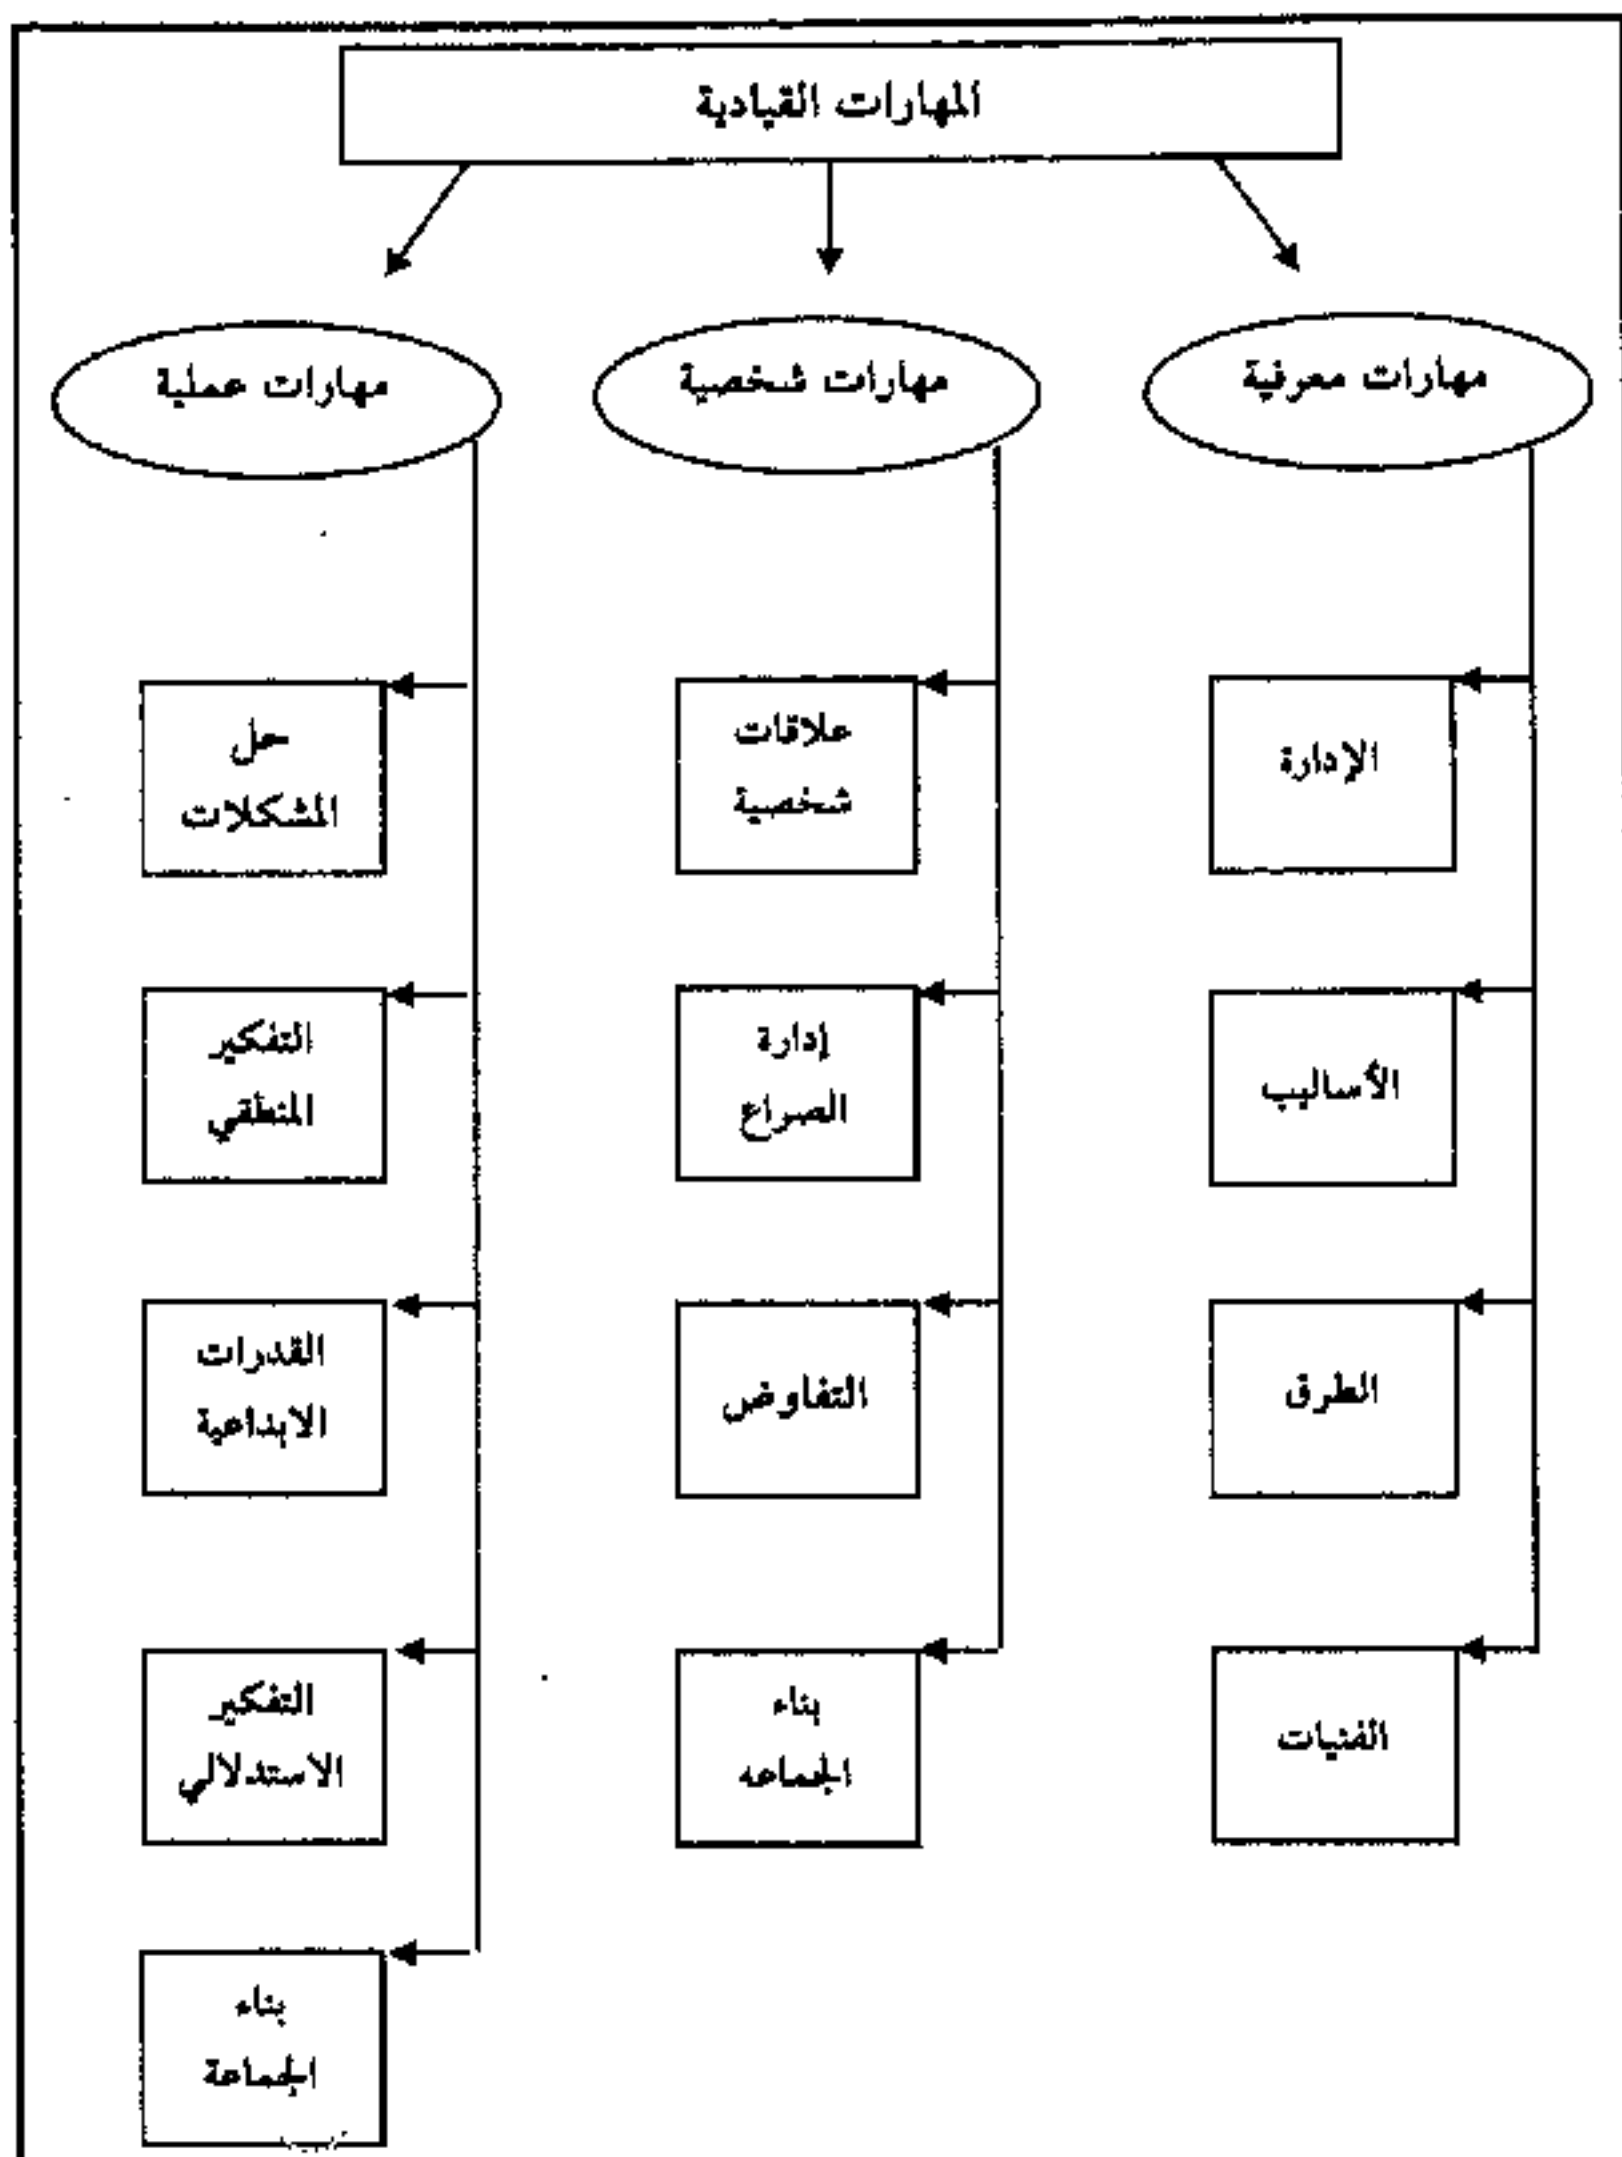 المهارات القيادية
مهارات معرفية
مهارات شخصية
مهارات عملية
الإدارة
علاقات
شخصية
حل
المشكلات
الأساليب
إدارة
الصراع
التفكير
المنطقي
الطرق
التفاوض
القدرات
الابداعية
الفنيات
بناء
الجماعه
التفكير
الاستدلالي
بناء
الجماعة